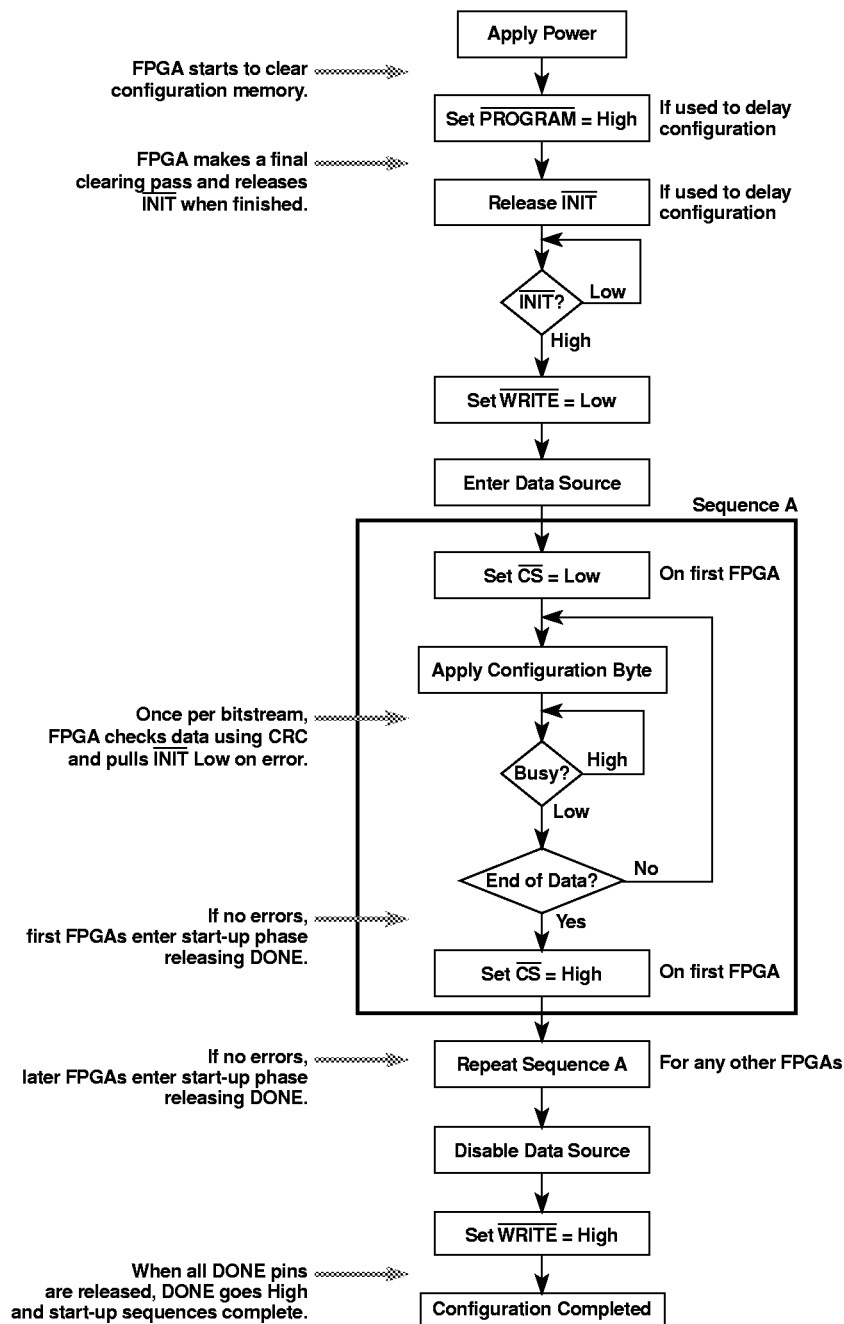 Apply Power
FPGA starts to clear
configuration memory.
Set PROGRAM = High
If used to delay
configuration
FPGA makes a final
clearing pass and releases
INIT when finished.
Release INIT
If used to delay
configuration
INIT?
Low
High
Set WRITE = Low
Enter Data Source
Sequence A
Set CS = Low
On first FPGA
Apply Configuration Byte
Once per bitstream,
FPGA checks data using CRC
and pulls INIT Low on error.
Busy?
High
Low
End of Data?
No
Yes
If no errors,
first FPGAs enter start-up phase
releasing DONE.
Set CS = High
On first FPGA
If no errors,
later FPGAs enter start-up phase
releasing DONE.
Repeat Sequence A
For any other FPGAs
Disable Data Source
Set WRITE = High
When all DONE pins
are released, DONE goes High
and start-up sequences complete.
Configuration Completed